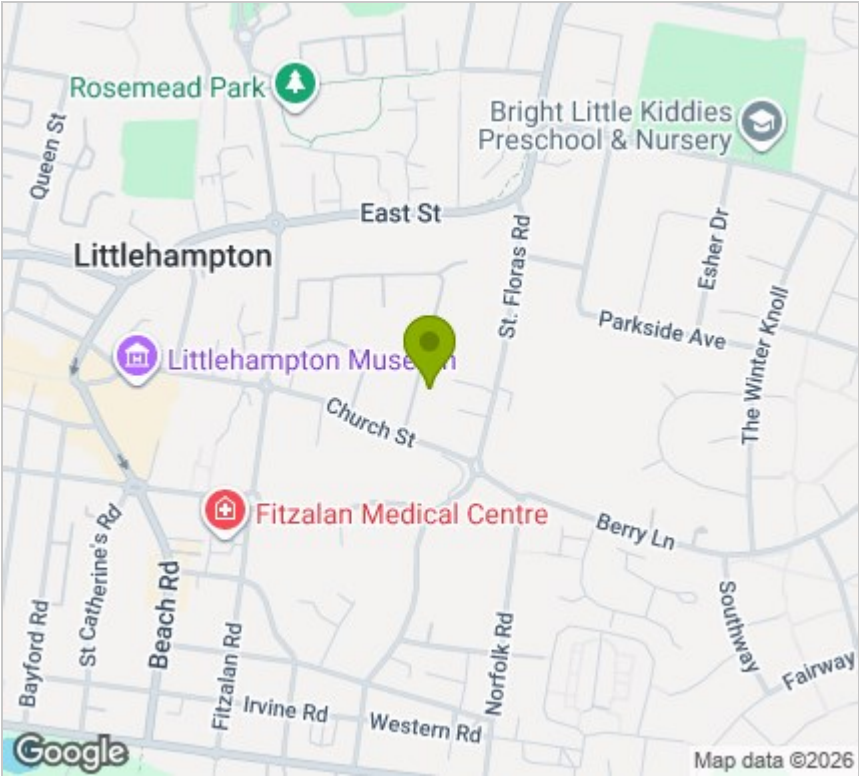 Rosemead Park
Bright Little Kiddies
Preschool & Nursery
Queen St
East St
Littlehampton
St. Floras Rd
Esher Dr
Parkside Ave
The Winter Knoll
Littlehampton Museum
Church St
Fitzalan Medical Centre
Berry Ln
St Catherine's Rd
Beach Rd
Bayford Rd
Fitzalan Rd
Norfolk Rd
Southway
Fairway
Irvine Rd
Western Rd
Google
Map data ©2026